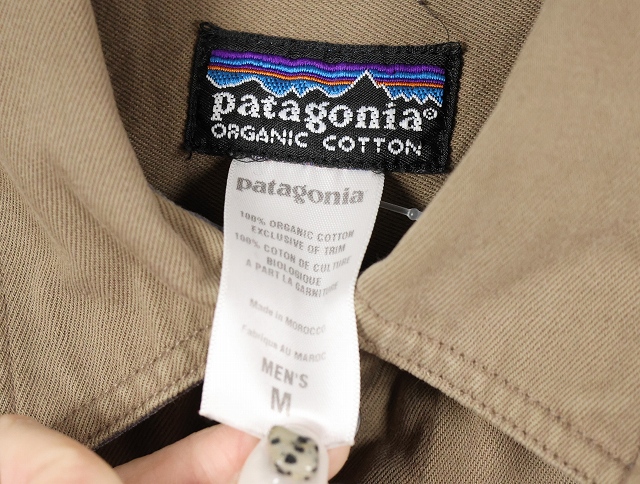 patagonia®
ORGANIC COTTON
patagonia
100% ORGANIC COTTON
EXCLUSIVE OF TRIM
100% COTON DE CULTURE
BIOLOGIQUE
A PART LA GARNITURE
Made in MOROCCO
Fabriqué AU MAROC
MEN'S
M